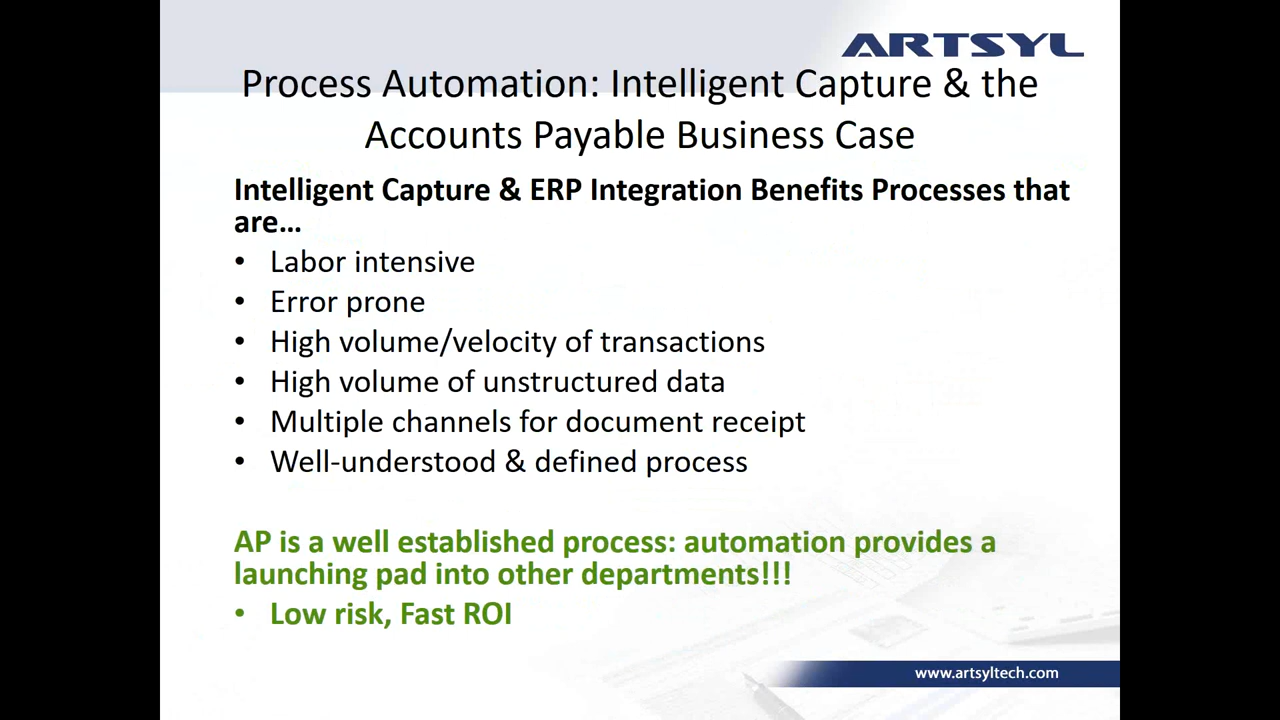 ARTSYL
Process Automation: Intelligent Capture & the
Accounts Payable Business Case
Intelligent Capture & ERP Integration Benefits Processes that
are...
• Labor intensive
• Error prone
• High volume/velocity of transactions
• High volume of unstructured data
• Multiple channels for document receipt
• Well-understood & defined process
AP is a well established process: automation provides a
launching pad into other departments!!!
• Low risk, Fast ROI
www.artsyltech.com